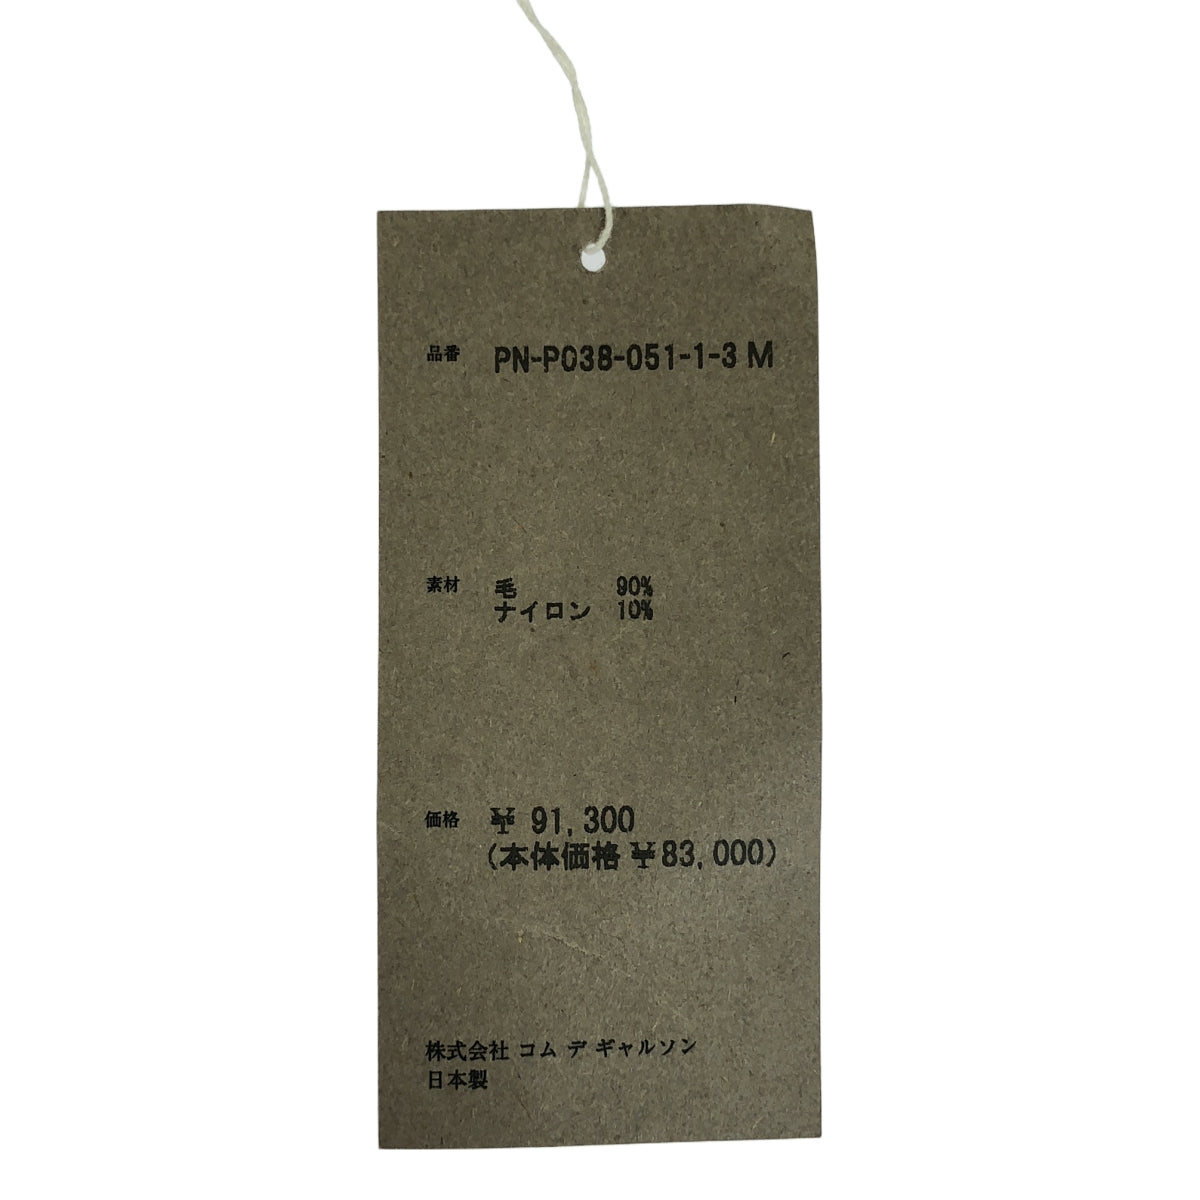 品番 PN-P038-051-1-3 M
素材 毛 90%
ナイロン 10%
価格 ¥ 91,300
(本体価格 ¥83,000)
株式会社 コム デ ギャルソン
日本製